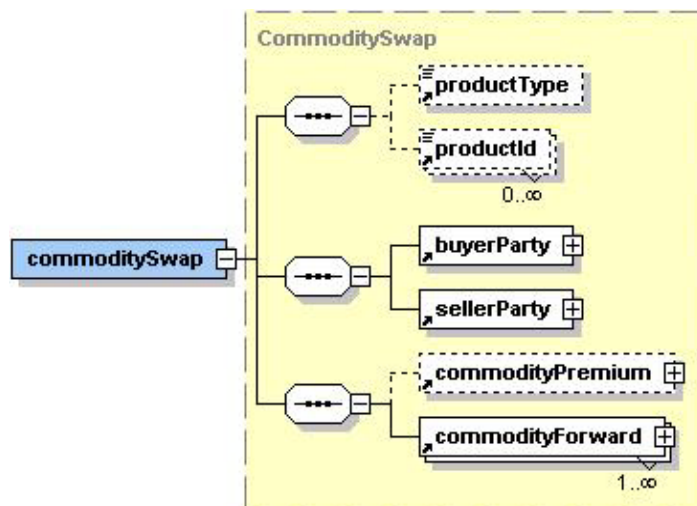 CommoditySwap
productType
productId
0..∞
commoditySwap
buyerParty
sellerParty
commodityPremium
commodityForward
1..∞